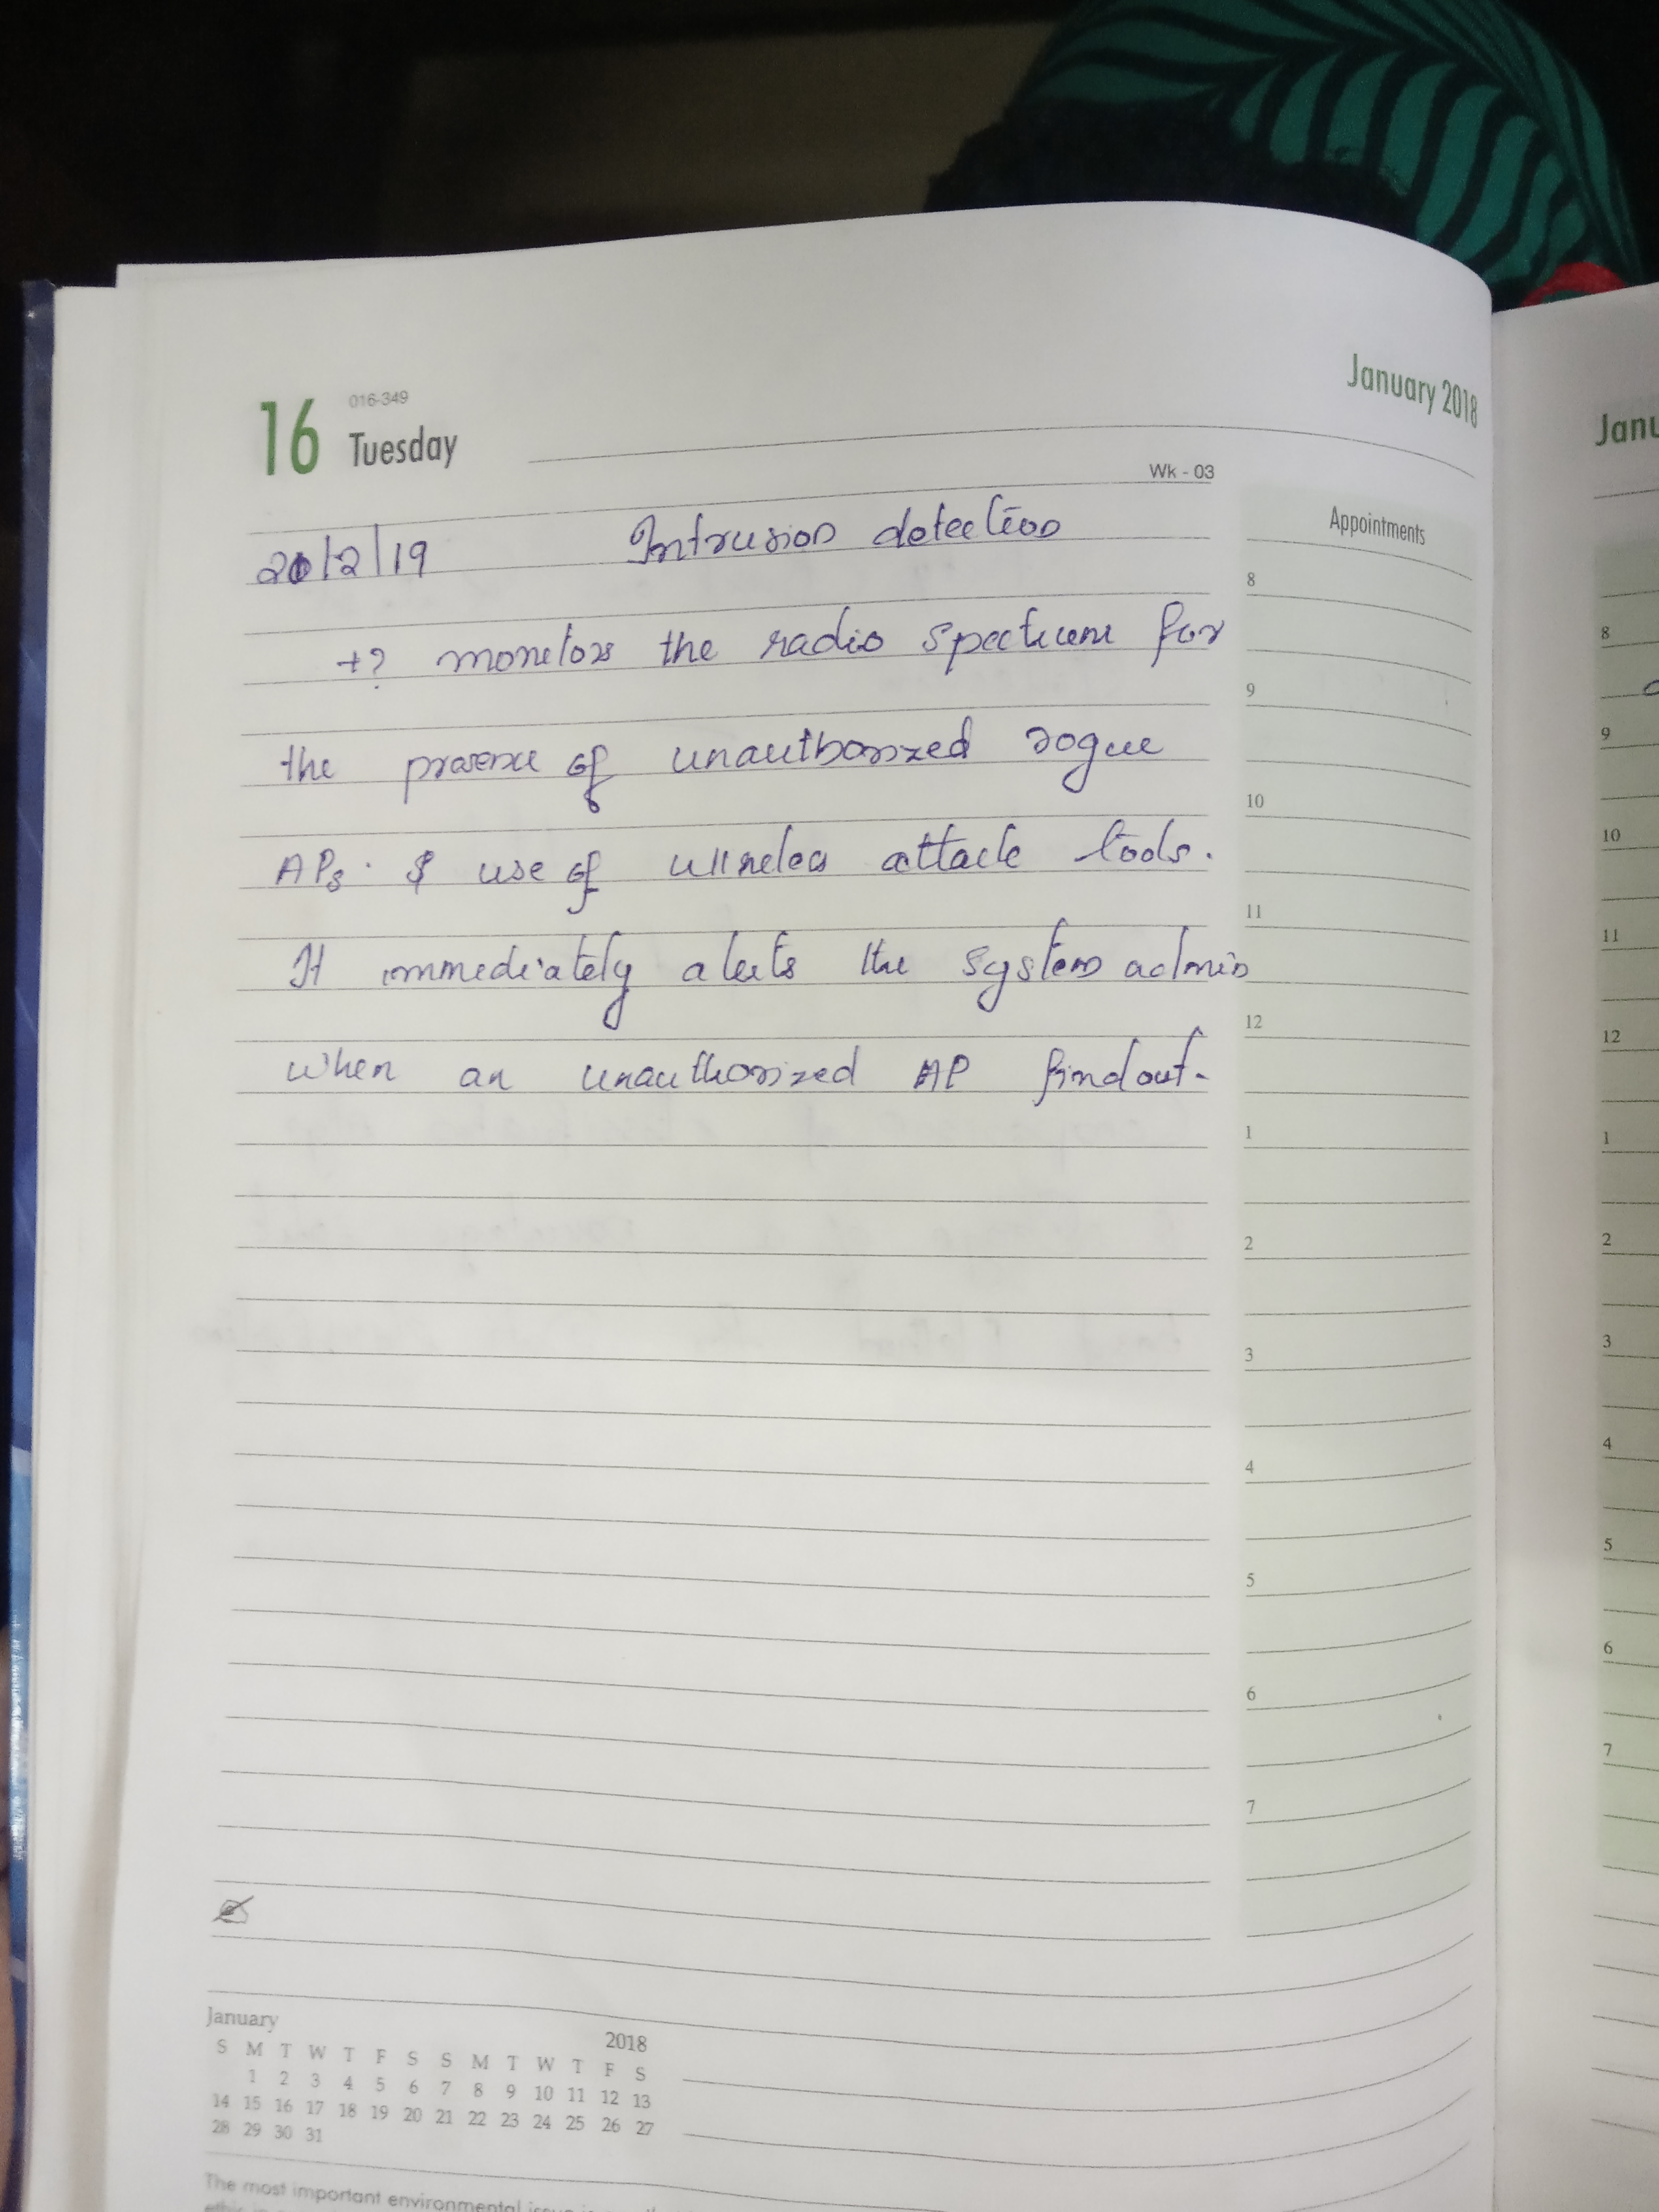 016-349
16 Tuesday
January 2018
Wk - 03
21/2/19 Intrusion detection
+? monitors the radio spectrum for
the presence of unauthorized rogue
APs. & use of wireless attack tools.
It immediately alerts the system admin
when an unauthorized AP findout.
Appointments
8
9
10
11
12
1
2
3
4
5
6
7
January 2018
S M T W T F S S M T W T F S
1 2 3 4 5 6 7 8 9 10 11 12 13
14 15 16 17 18 19 20 21 22 23 24 25 26 27
28 29 30 31
The most important environmental issue is
Janu
8
9
10
11
12
1
2
3
4
5
6
7